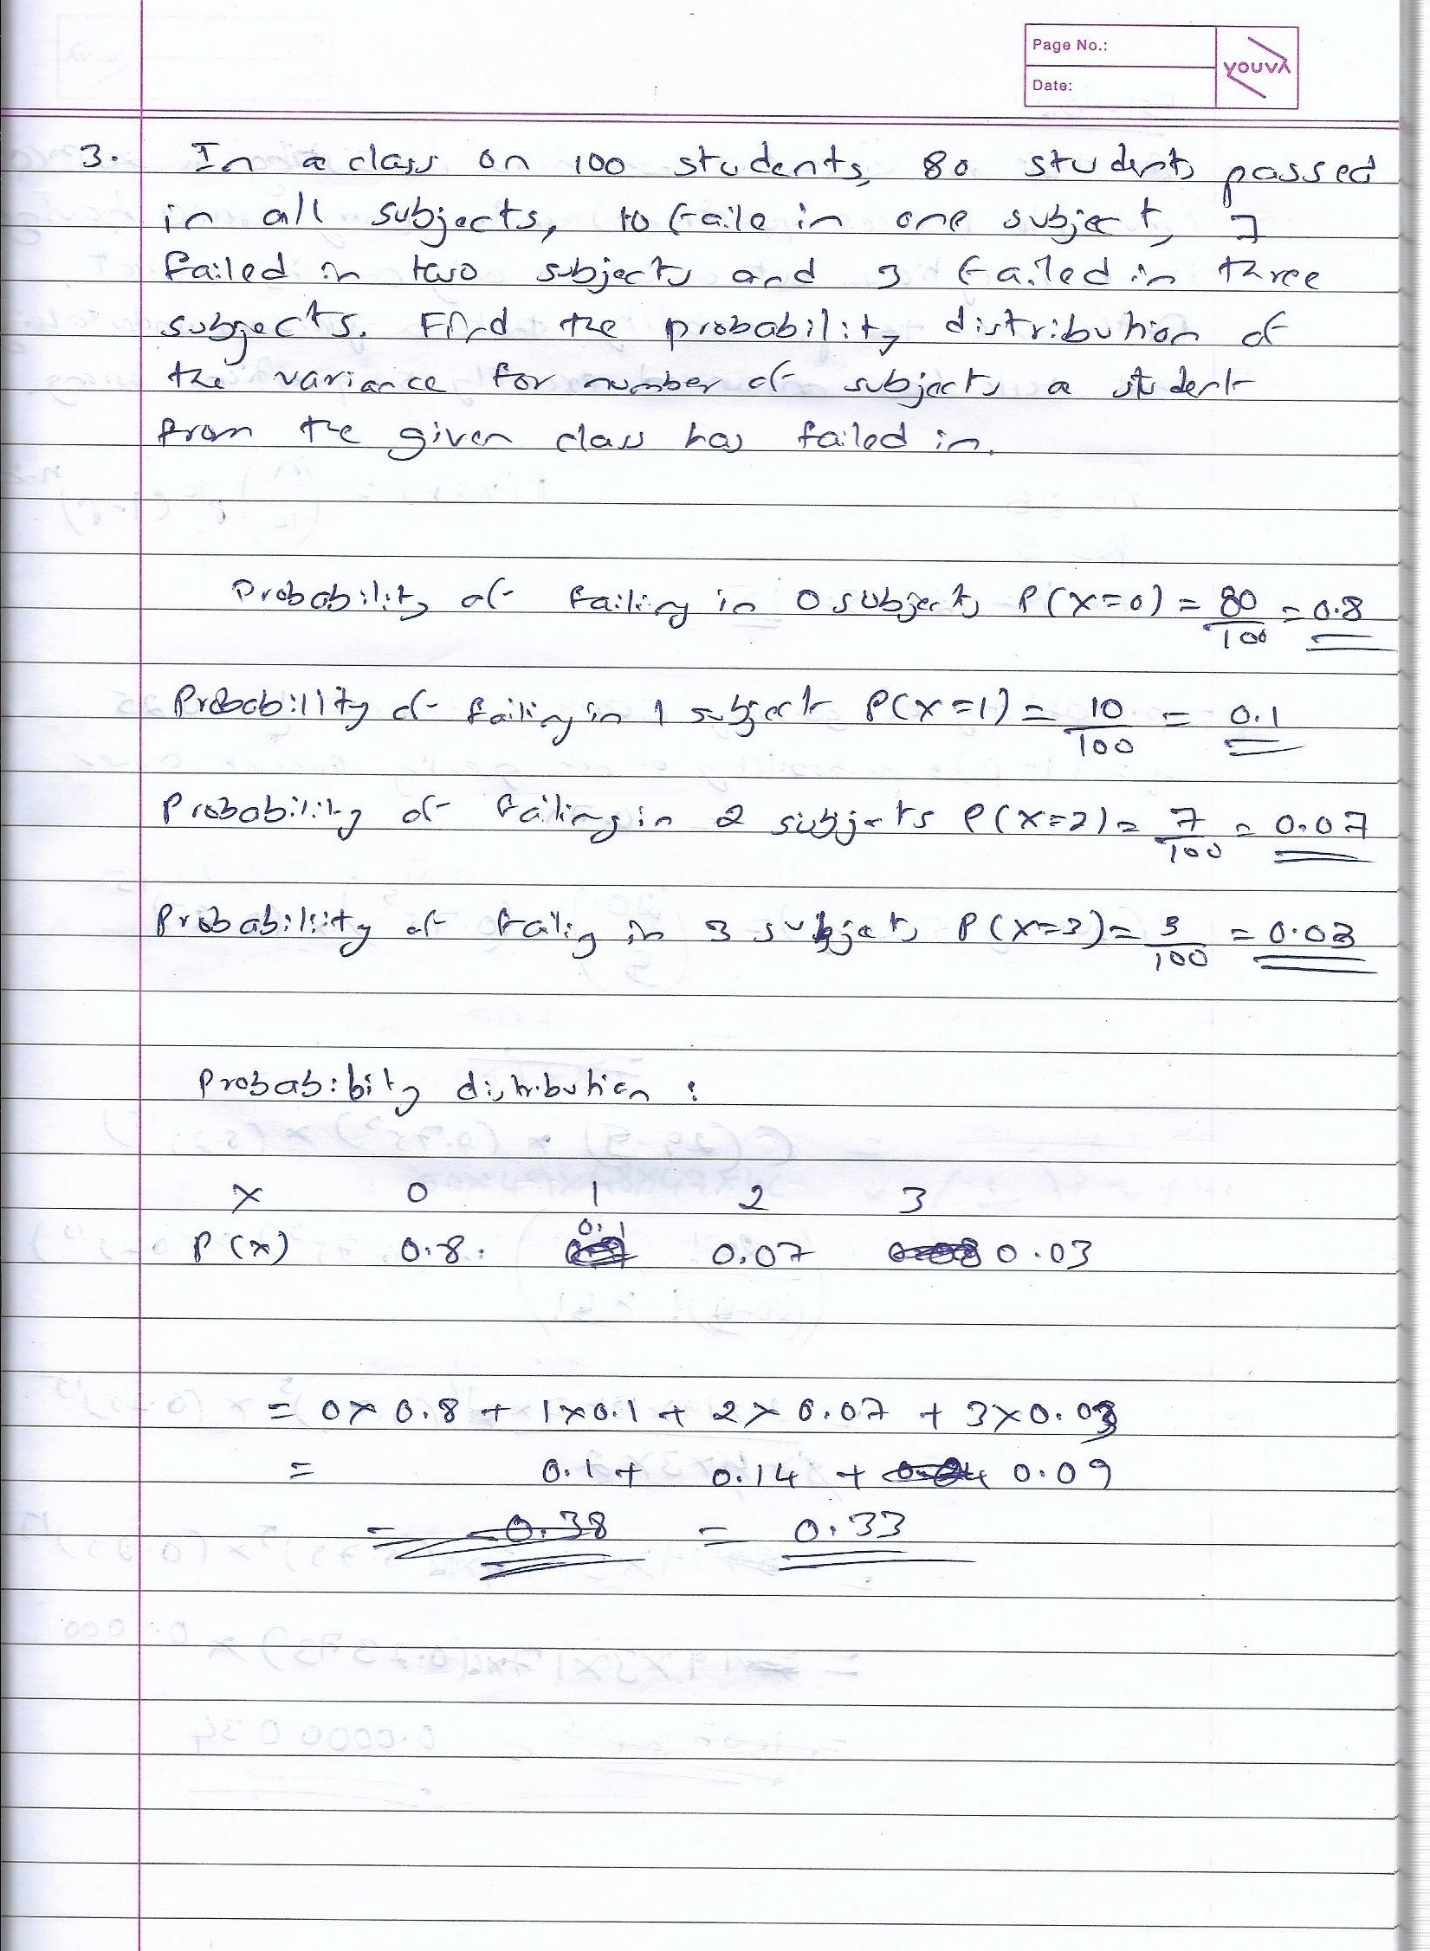 Page No.:
Date:
YOUVA
3. In a class on 100 students, 80 students passed
in all subjects, 10 faile in one subject, 7
failed in two subjects and 3 failed in three
subjects. Find the probability distribution of
the variance for number of subjects a student
from the given class has failed in.
Probability of failing in 0 subjects P(X=0) = 80/100 = 0.8
Probability of failing in 1 subject P(X=1) = 10/100 = 0.1
Probability of failing in 2 subjects P(X=2) = 7/100 = 0.07
Probability of failig in 3 subjects P(X=3) = 3/100 = 0.03
Probabibity distribution :
X 0 1 2 3
P(x) 0.8. 0.1 0.07 0.03
= 0×0.8 + 1×0.1 + 2×0.07 + 3×0.03
= 0.1 + 0.14 + 0.09
= 0.38 = 0.33